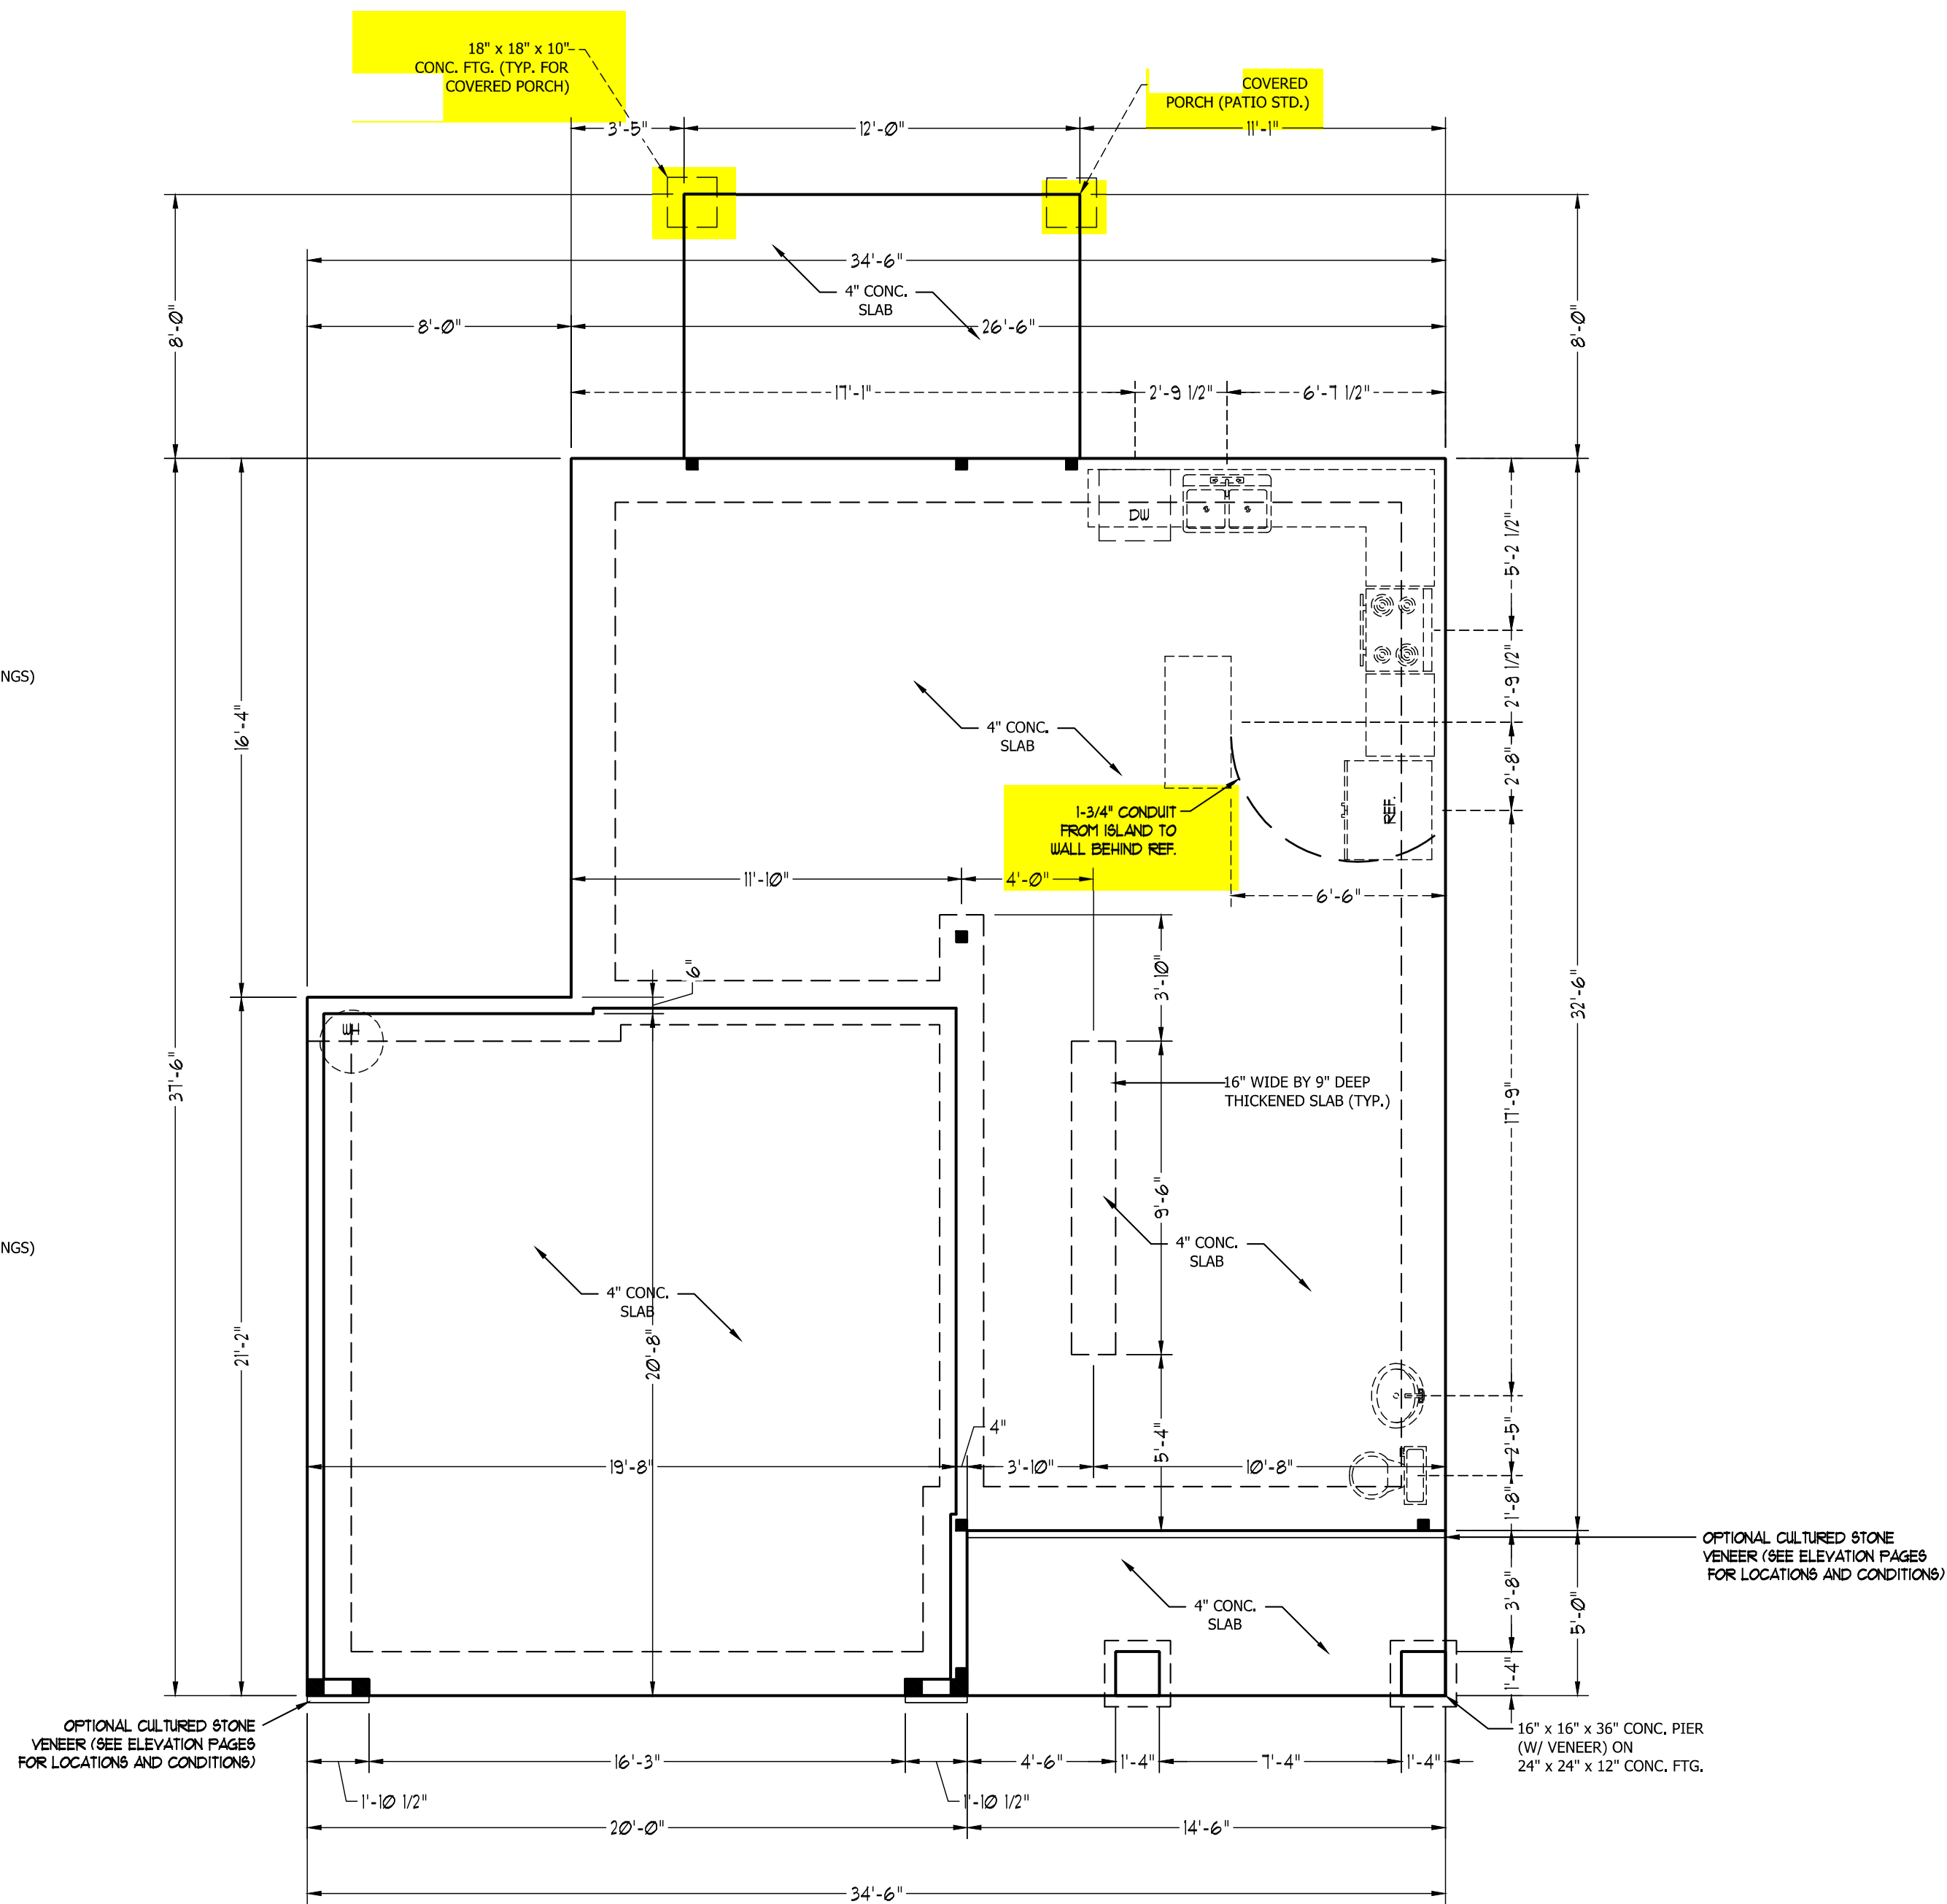 18" x 18" x 10"
CONC. FTG. (TYP. FOR
COVERED PORCH)
COVERED
PORCH (PATIO STD.)
3'-5"
12'-0"
11'-1"
34'-6"
4" CONC.
SLAB
8'-0"
8'-0"
8'-0"
26'-6"
17'-1"
2'-9 1/2"
6'-7 1/2"
DW
5'-2 1/2"
NGS)
16'-4"
4" CONC.
SLAB
2'-9 1/2"
2'-8"
REF.
1-3/4" CONDUIT
FROM ISLAND TO
WALL BEHIND REF.
11'-10"
4'-0"
6'-6"
6"
3'-10"
32'-6"
WH
37'-6"
16" WIDE BY 9" DEEP
THICKENED SLAB (TYP.)
17'-9"
9'-6"
NGS)
4" CONC.
SLAB
4" CONC.
SLAB
21'-2"
20'-8"
4"
5'-4"
2'-5"
19'-8"
3'-10"
10'-8"
1'-8"
OPTIONAL CULTURED STONE
VENEER (SEE ELEVATION PAGES
FOR LOCATIONS AND CONDITIONS)
4" CONC.
SLAB
3'-8"
5'-0"
1'-4"
OPTIONAL CULTURED STONE
VENEER (SEE ELEVATION PAGES
FOR LOCATIONS AND CONDITIONS)
16" x 16" x 36" CONC. PIER
(W/ VENEER) ON
24" x 24" x 12" CONC. FTG.
16'-3"
4'-6"
1'-4"
7'-4"
1'-4"
1'-10 1/2"
1'-10 1/2"
20'-0"
14'-6"
34'-6"